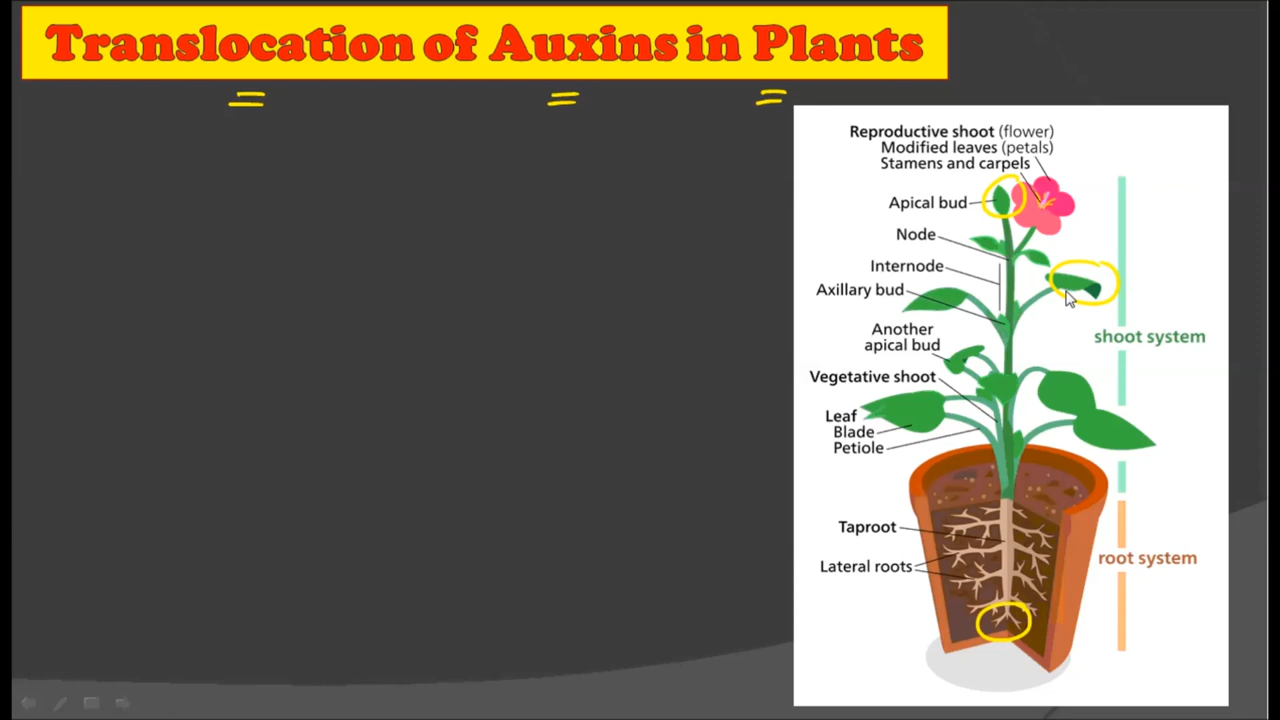 Translocation of Auxins in Plants
Reproductive shoot (flower)
Modified leaves (petals)
Stamens and carpels
Apical bud
Node
Internode
Axillary bud
Another
apical bud
shoot system
Vegetative shoot
Leaf
Blade
Petiole
Taproot
root system
Lateral roots